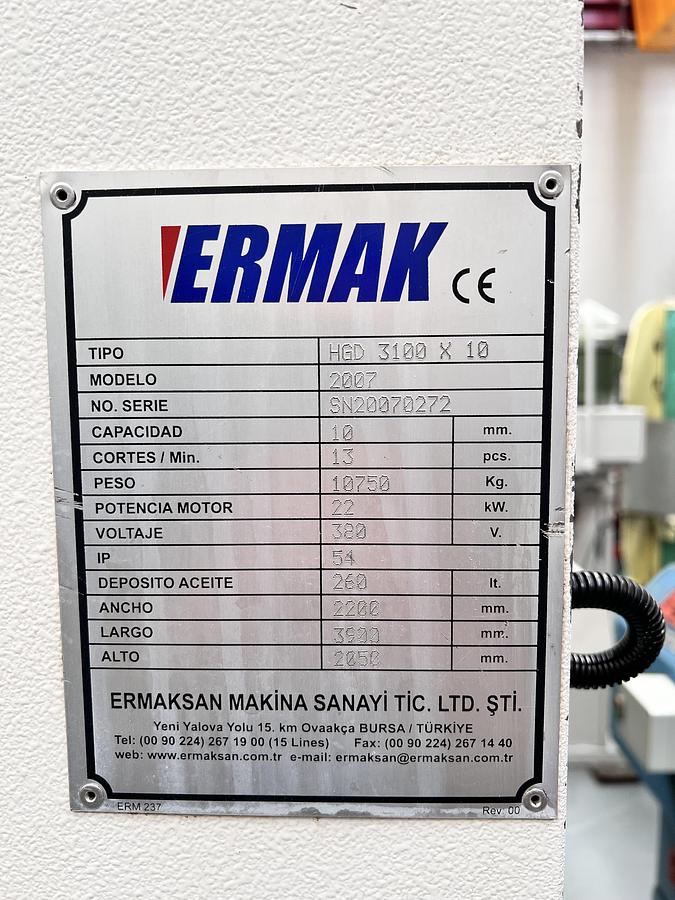 ERMAK CE
TIPO HGD 3100 X 10
MODELO 2007
NO. SERIE SN20070272
CAPACIDAD 10 mm.
CORTES / Min. 13 pcs.
PESO 10750 Kg.
POTENCIA MOTOR 22 kW.
VOLTAJE 380 V.
IP 54
DEPOSITO ACEITE 260 lt.
ANCHO 2200 mm.
LARGO 3900 mm.
ALTO 2050 mm.
ERMAKSAN MAKİNA SANAYİ TİC. LTD. ŞTİ.
Yeni Yalova Yolu 15. km Ovaakça BURSA / TÜRKİYE
Tel: (00 90 224) 267 19 00 (15 Lines) Fax: (00 90 224) 267 14 40
web: www.ermaksan.com.tr e-mail: ermaksan@ermaksan.com.tr
ERM 237 Rev. 00